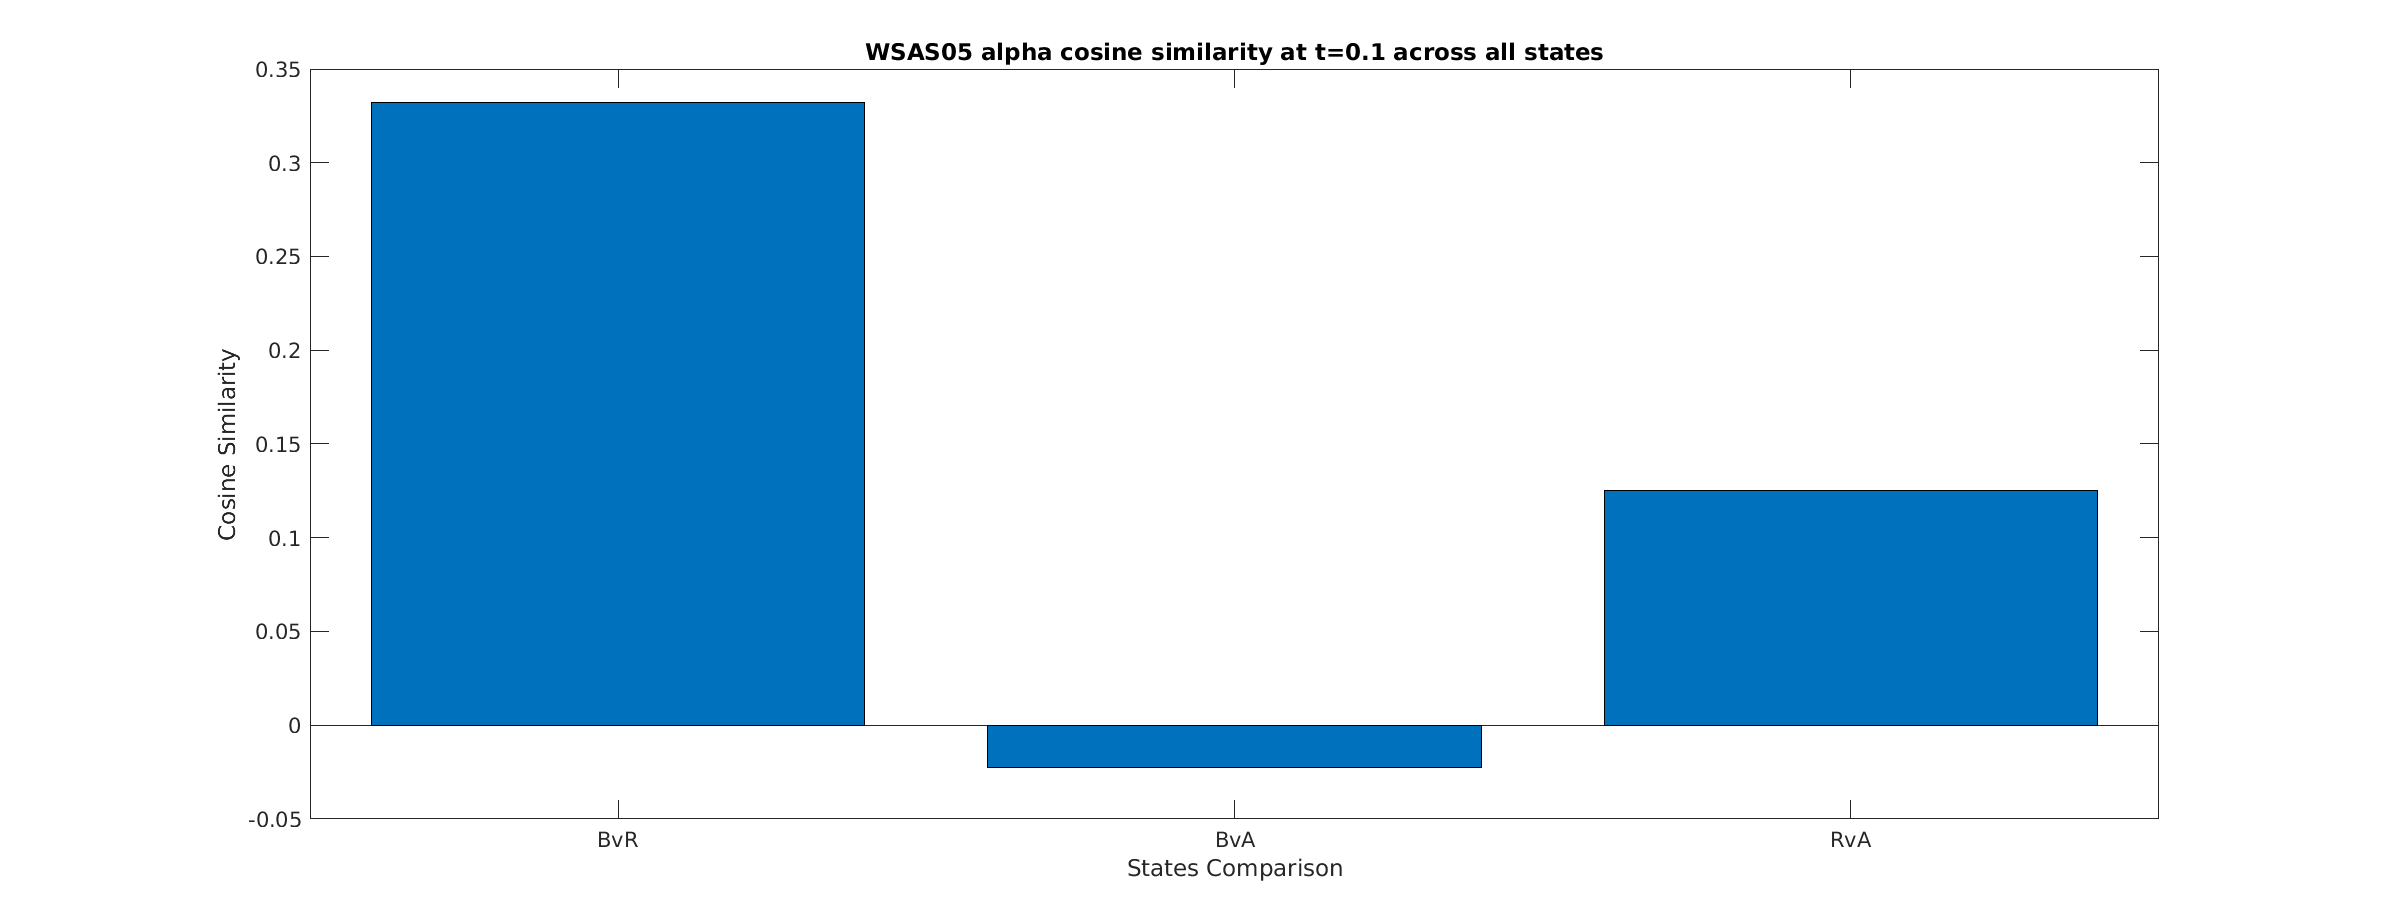 WSAS05 alpha cosine similarity at t=0.1 across all states
0.35
0.3
0.25
0.2
0.15
0.1
0.05
0
-0.05
Cosine Similarity
BvR
BvA
RvA
States Comparison